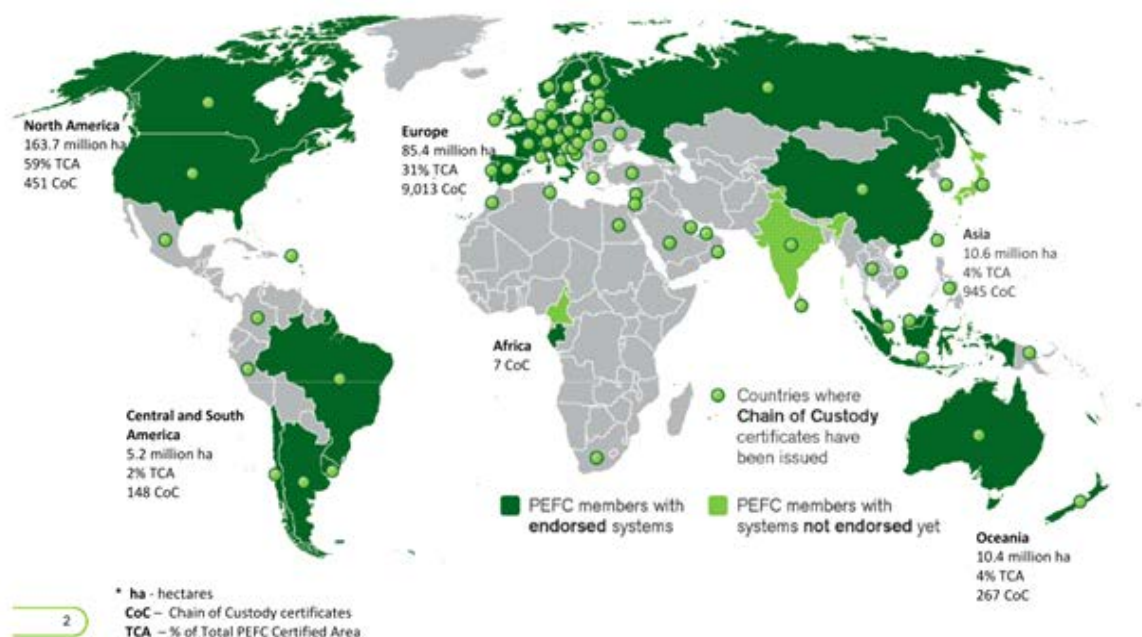 North America
163.7 million ha
59% TCA
451 CoC
Europe
85.4 million ha
31% TCA
9,013 CoC
Asia
10.6 million ha
4% TCA
945 CoC
Africa
7 CoC
Countries where
Chain of Custody
certificates have
been issued
Central and South
America
5.2 million ha
2% TCA
148 CoC
PEFC members with
endorsed systems
PEFC members with
systems not endorsed yet
Oceania
10.4 million ha
4% TCA
267 CoC
* ha - hectares
CoC – Chain of Custody certificates
TCA – % of Total PEFC Certified Area
2